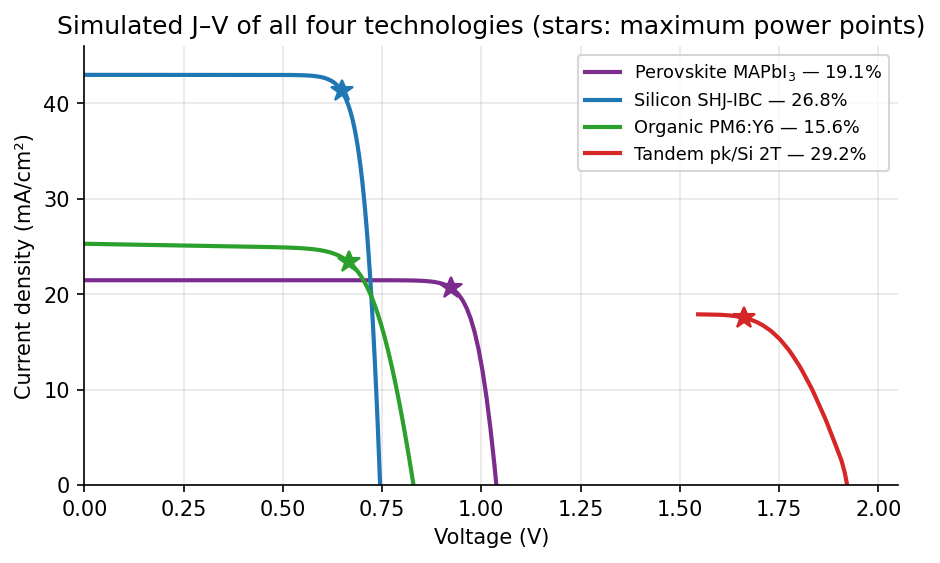 Simulated J–V of all four technologies (stars: maximum power points)
Perovskite MAPbI₃ — 19.1%
Silicon SHJ-IBC — 26.8%
Organic PM6:Y6 — 15.6%
Tandem pk/Si 2T — 29.2%
Current density (mA/cm²)
40
30
20
10
0
0.00 0.25 0.50 0.75 1.00 1.25 1.50 1.75 2.00
Voltage (V)